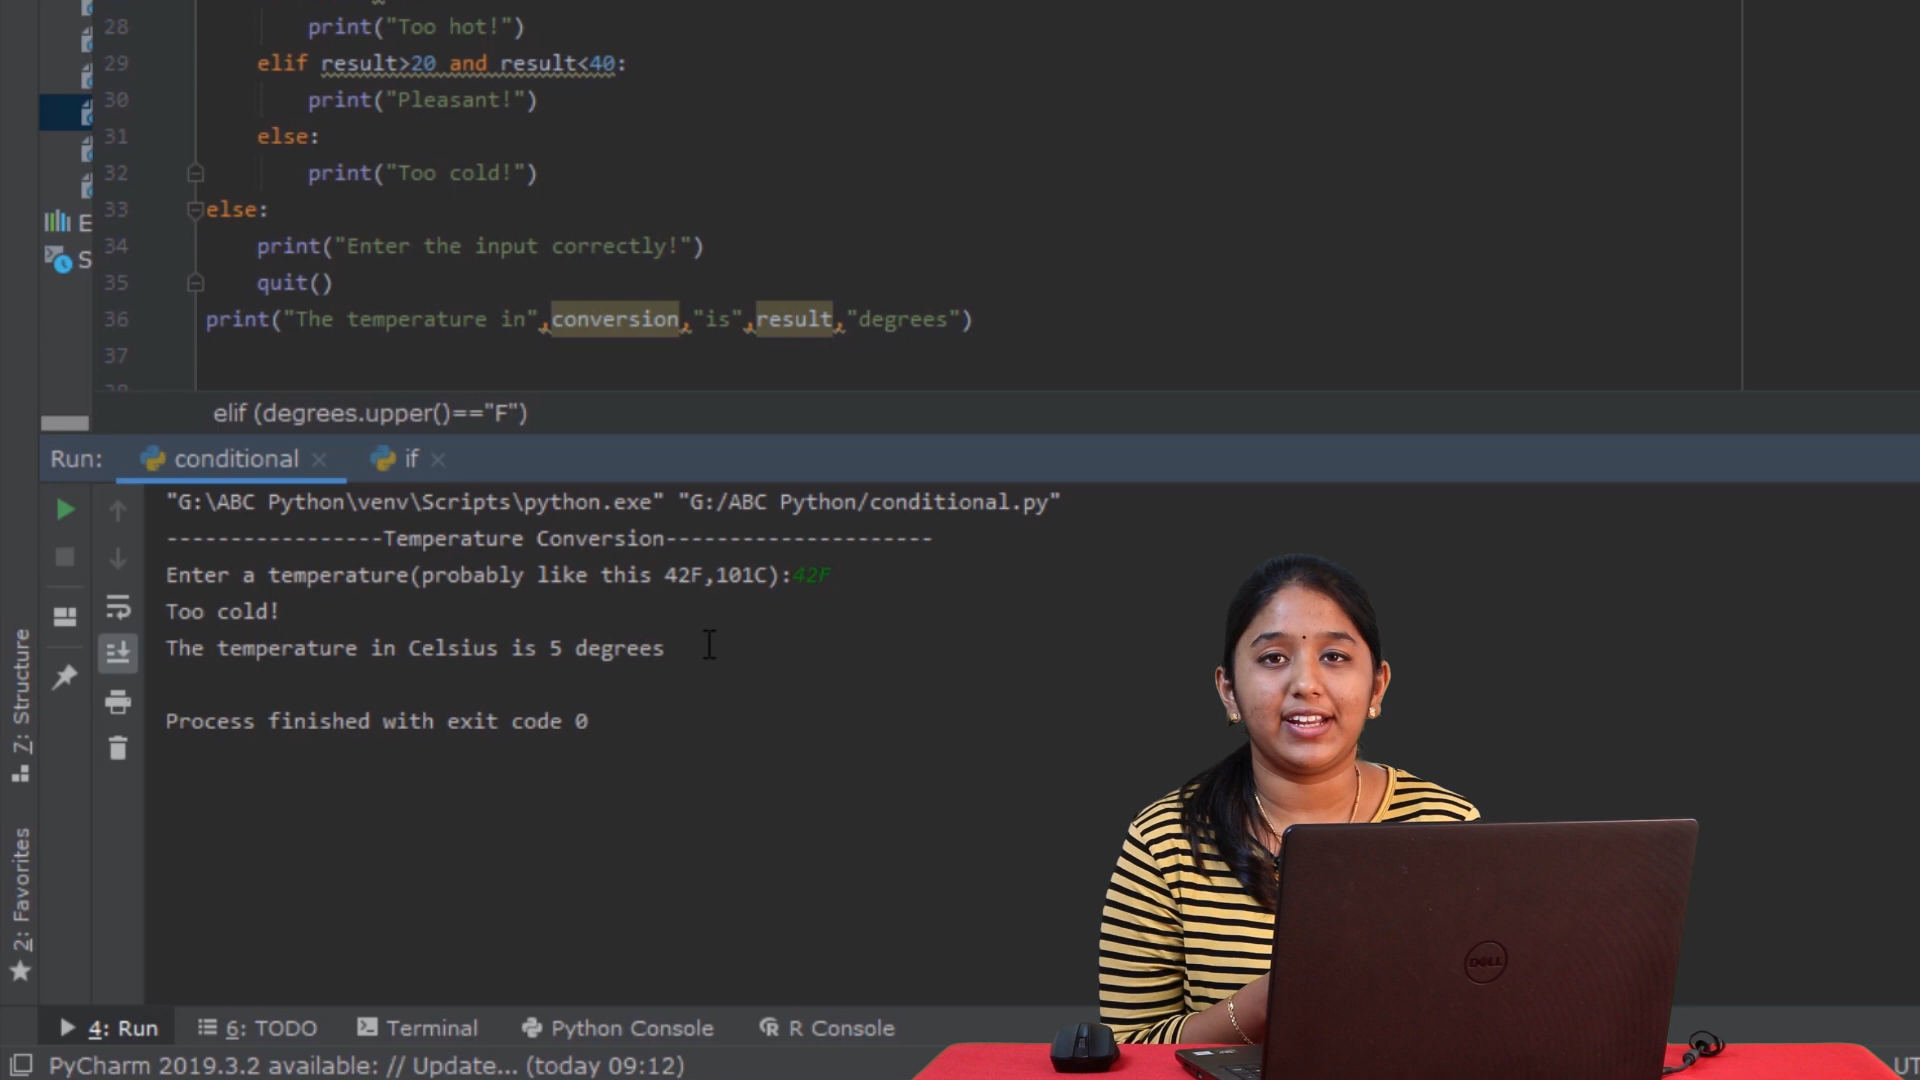 28 print("Too hot!")
29 elif result>20 and result<40:
30 print("Pleasant!")
31 else:
32 print("Too cold!")
33 else:
34 print("Enter the input correctly!")
35 quit()
36 print("The temperature in",conversion,"is",result,"degrees")
37
E
S
elif (degrees.upper()=="F")
Run: conditional if
"G:\ABC Python\venv\Scripts\python.exe" "G:/ABC Python/conditional.py"
-----------------Temperature Conversion---------------------
Enter a temperature(probably like this 42F,101C):42F
Too cold!
The temperature in Celsius is 5 degrees
Process finished with exit code 0
Z: Structure
2: Favorites
DELL
4: Run 6: TODO Terminal Python Console R Console
PyCharm 2019.3.2 available: // Update... (today 09:12)
UT